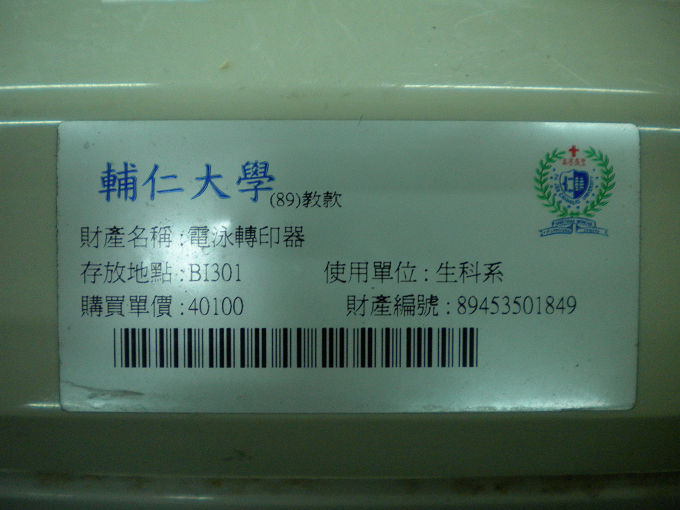 輔仁大學(89)教款
財產名稱:電泳轉印器
存放地點:BI301 使用單位:生科系
購買單價:40100 財產編號:89453501849